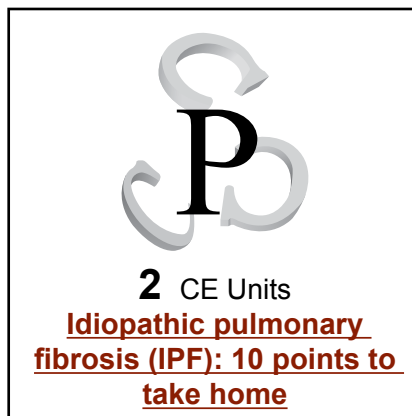 P
2 CE Units
Idiopathic pulmonary
fibrosis (IPF): 10 points to
take home